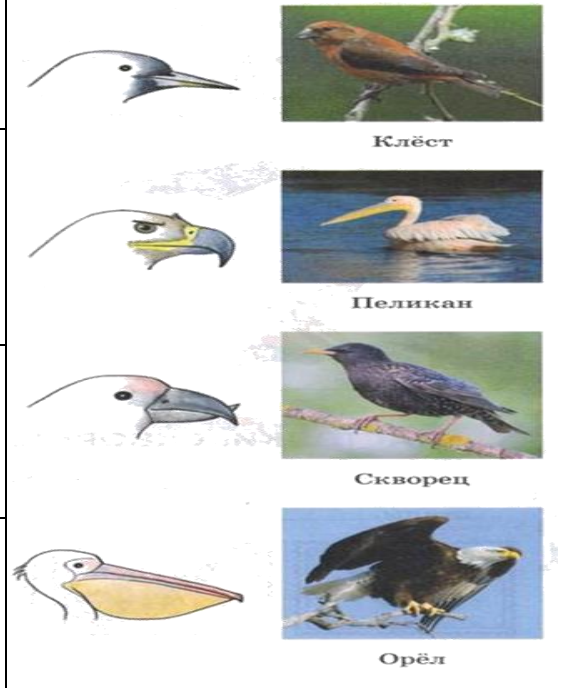 Клёст
Пеликан
Скворец
Орёл